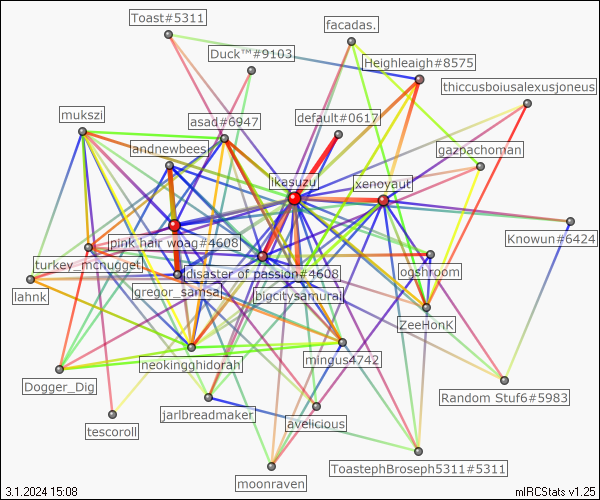 Toast#5311
facadas.
Duck™#9103
Heighleaigh#8575
thiccusboiusalexusjoneus
mukszi
asad#6947
default#0617
andnewbees
gazpachoman
ikasuzu
xenoyaut
Knowun#6424
pink hair woag#4608
turkey_mcnugget
disaster of passion#4608
ogshroom
lahnk
gregor_samsa
bigcitysamurai
ZeeHonK
neokingghidorah
mingus4742
Dogger_Dig
Random Stuf6#5983
jarlbreadmaker
avelicious
tescoroll
ToastephBroseph5311#5311
moonraven
3.1.2024 15:08
mIRCStats v1.25